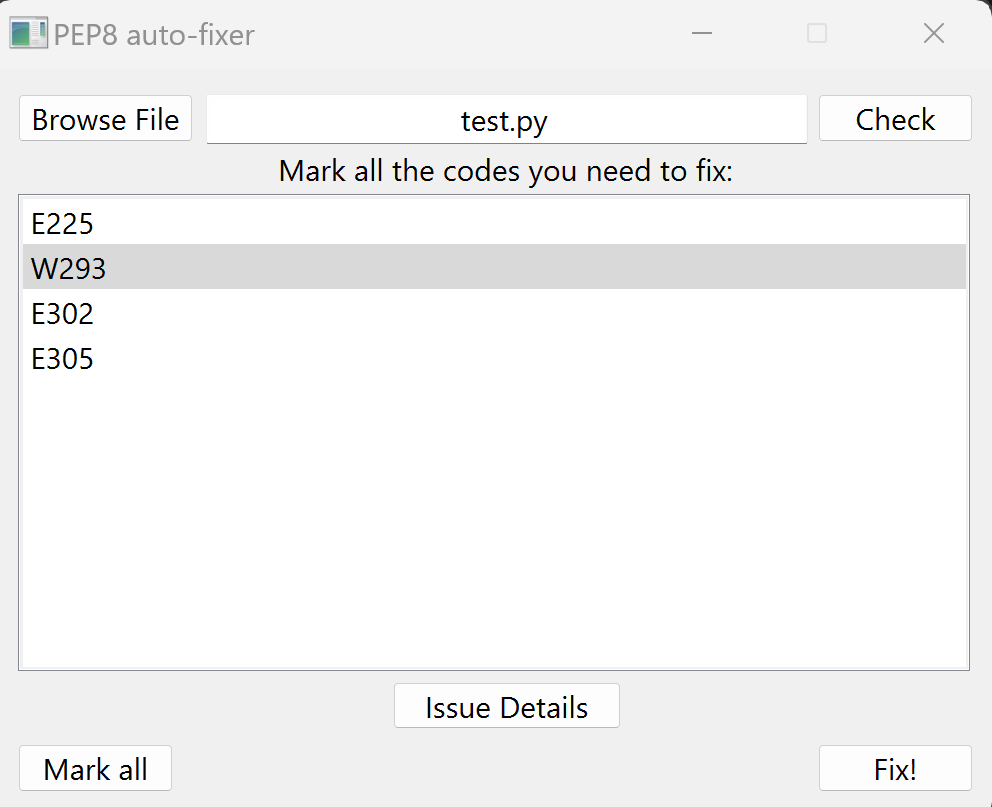 PEP8 auto-fixer
Browse File
test.py
Check
Mark all the codes you need to fix:
E225
W293
E302
E305
Issue Details
Mark all
Fix!